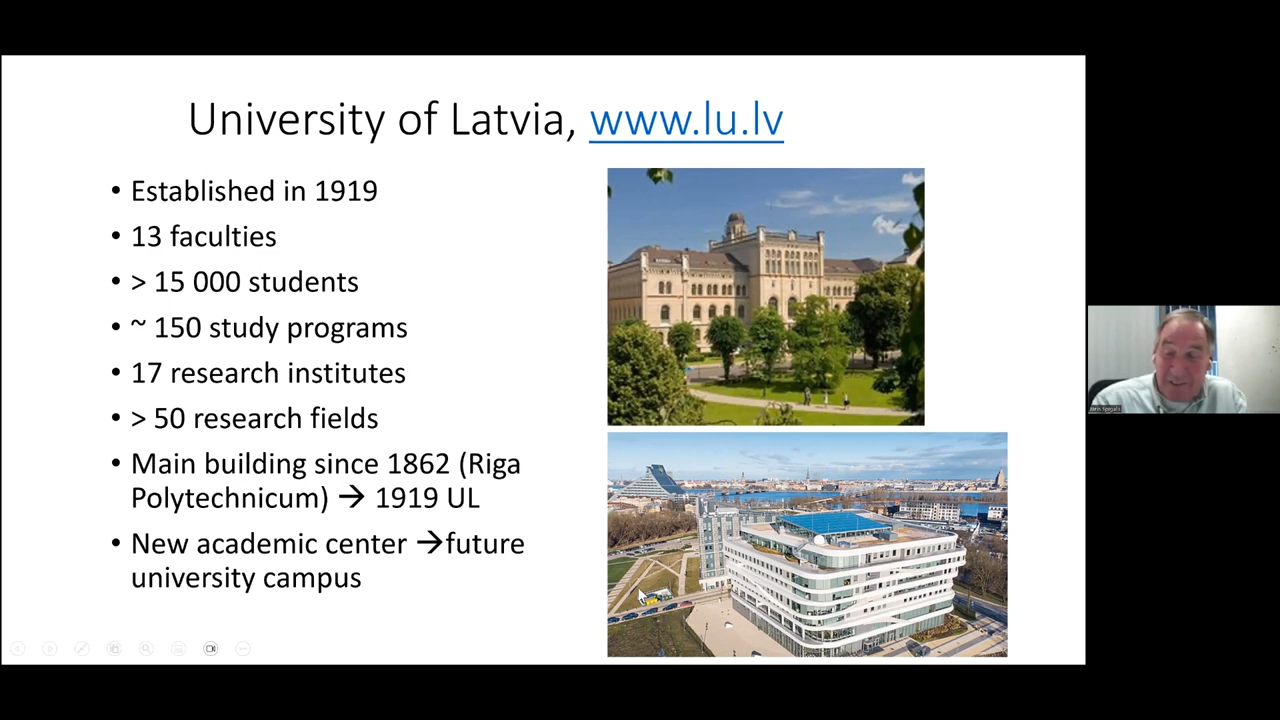 University of Latvia, www.lu.lv
• Established in 1919
• 13 faculties
• > 15 000 students
• ~ 150 study programs
• 17 research institutes
• > 50 research fields
• Main building since 1862 (Riga
Polytechnicum) → 1919 UL
• New academic center →future
university campus